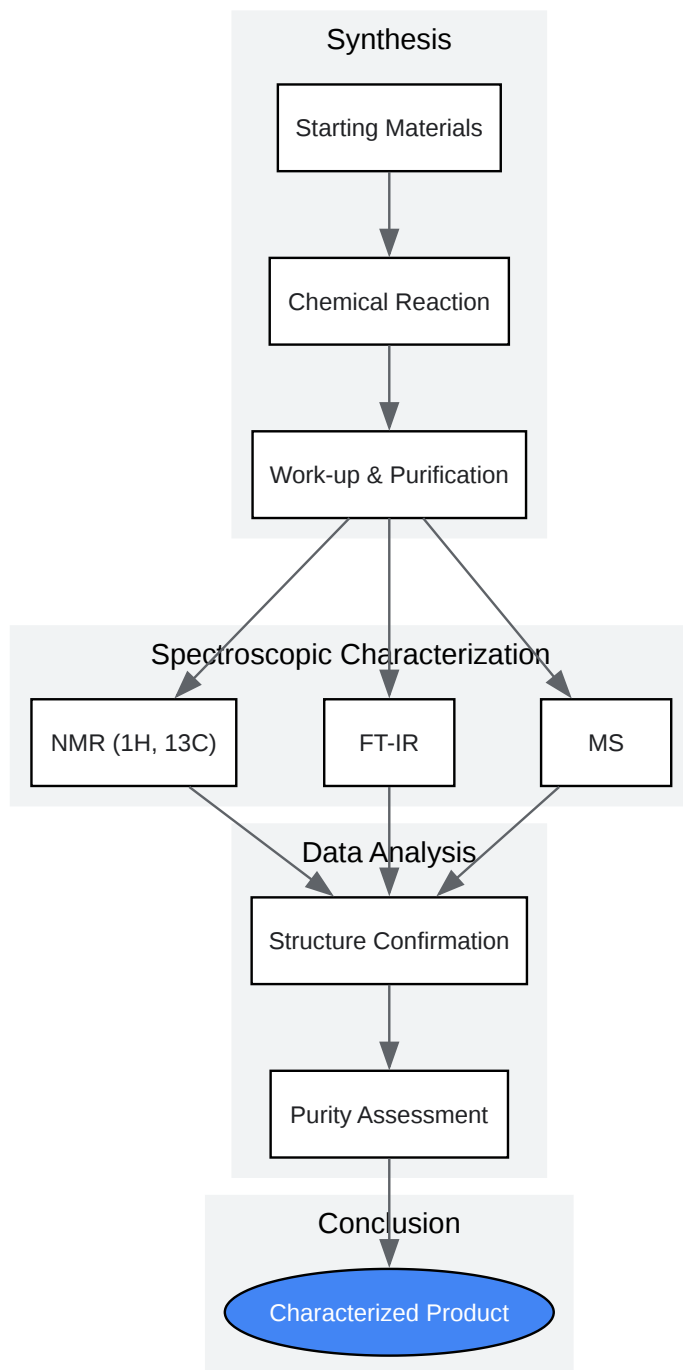 Synthesis
Starting Materials
Chemical Reaction
Work-up & Purification
Spectroscopic Characterization
NMR (1H, 13C)
FT-IR
MS
Data Analysis
Structure Confirmation
Purity Assessment
Conclusion
Characterized Product